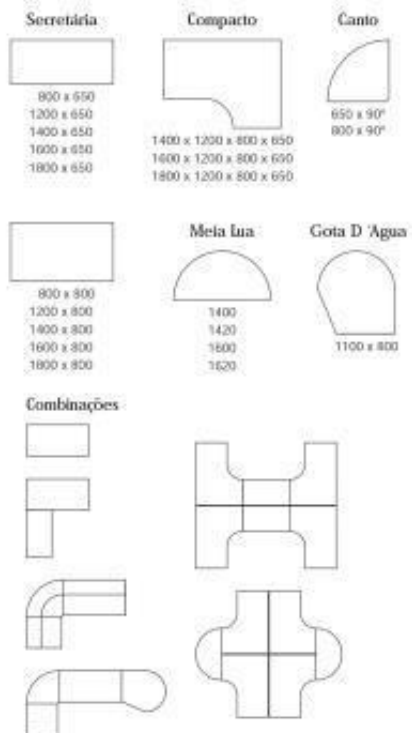 Secretária
800 x 650
1200 x 650
1400 x 650
1600 x 650
1800 x 650
Compacto
1400 x 1200 x 800 x 650
1600 x 1200 x 800 x 650
1800 x 1200 x 800 x 650
Canto
650 x 90°
800 x 90°
800 x 800
1200 x 800
1400 x 800
1600 x 800
1800 x 800
Meia Lua
1400
1420
1600
1620
Gota D 'Agua
1100 x 800
Combinações